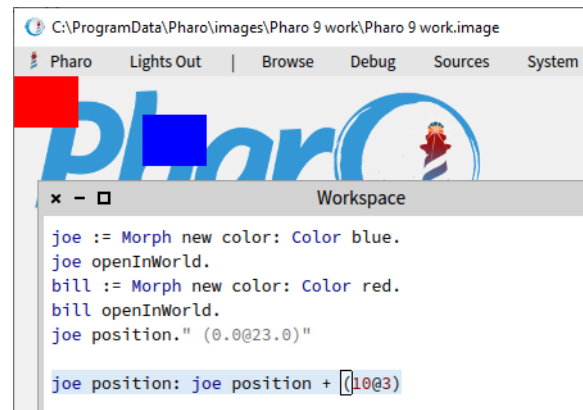 C:\ProgramData\Pharo\images\Pharo 9 work\Pharo 9 work.image
Pharo Lights Out | Browse Debug Sources System
Pharo
Workspace
joe := Morph new color: Color blue.
joe openInWorld.
bill := Morph new color: Color red.
bill openInWorld.
joe position." (0.0@23.0)"
joe position: joe position + (10@3)